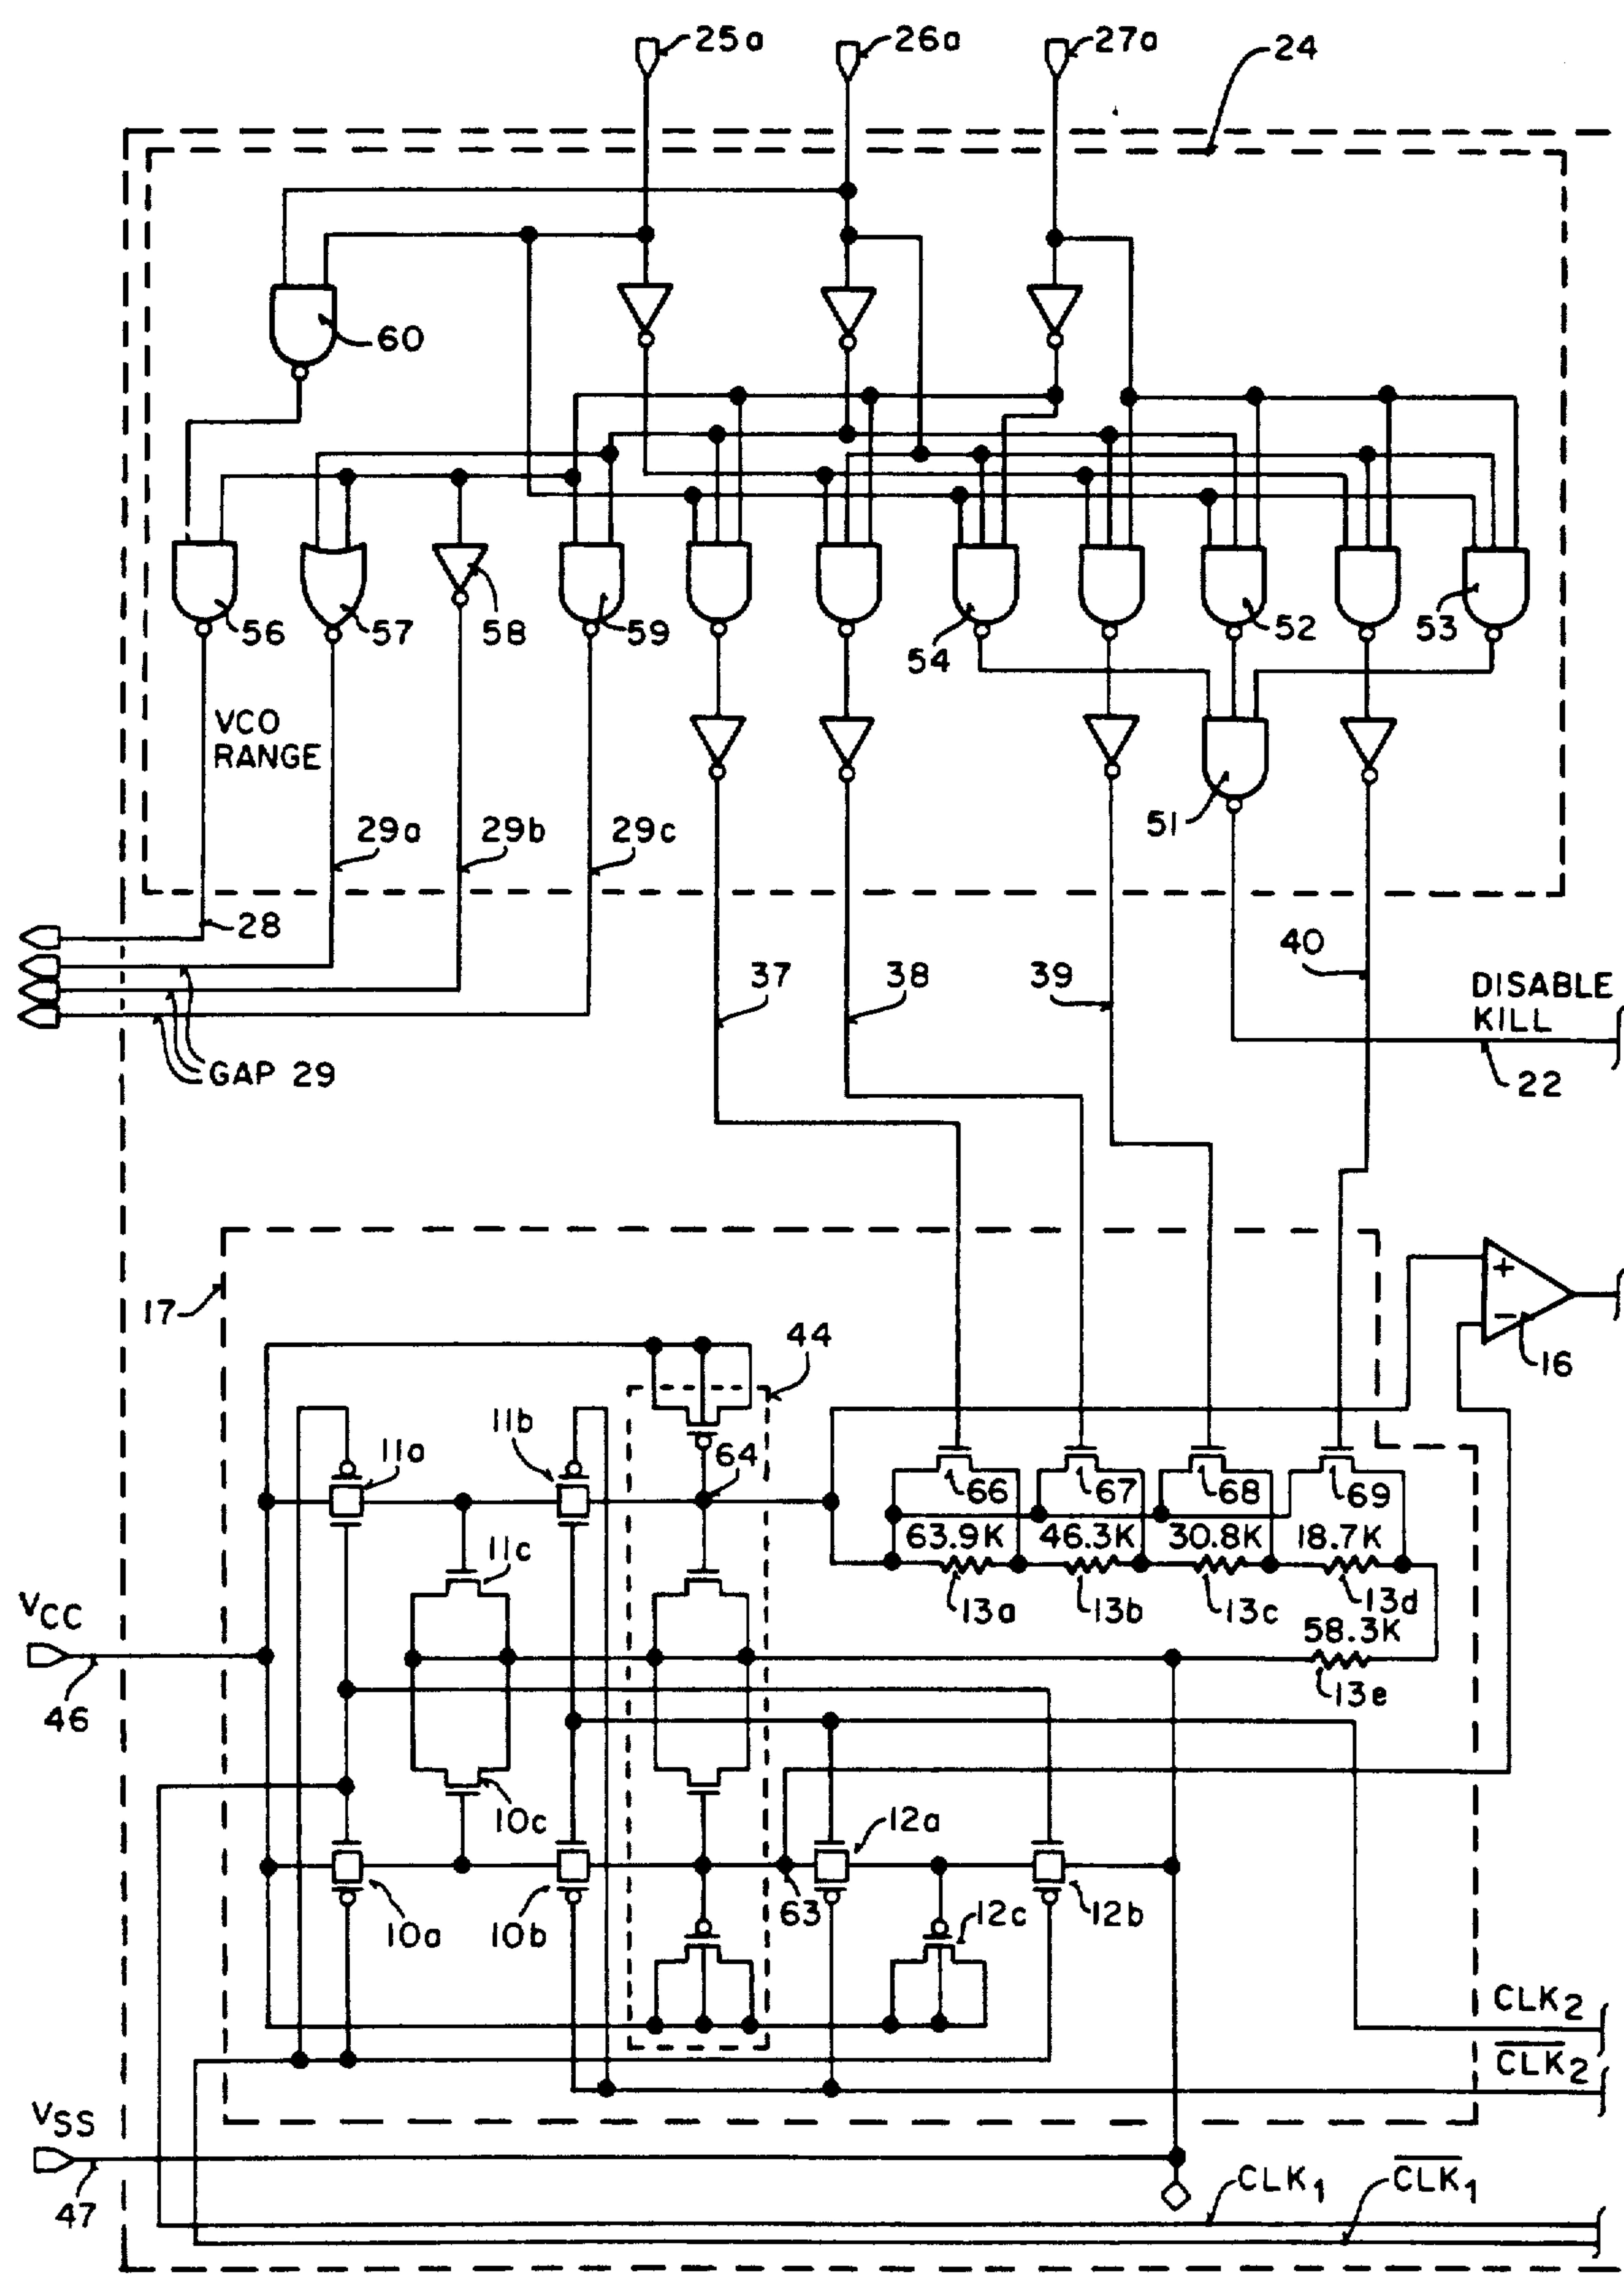 25a
26a
27a
24
60
56
57
58
59
54
52
53
VCO
RANGE
51
29a
29b
29c
28
40
37
38
39
DISABLE
KILL
GAP 29
22
17
+
−
16
44
11b
11a
64
66
67
68
69
63.9K
46.3K
30.8K
18.7K
11c
13a
13b
13c
13d
VCC
58.3K
13e
46
10c
12a
63
12c
12b
10a
10b
CLK2
CLK2
VSS
CLK1
CLK1
47